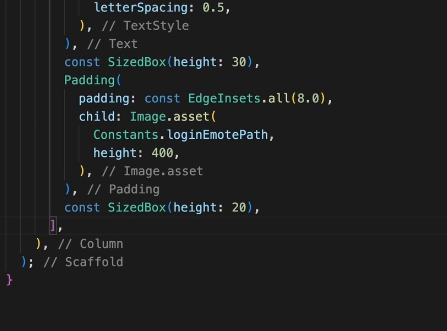 letterSpacing: 0.5,
), // TextStyle
), // Text
const SizedBox(height: 30),
Padding(
padding: const EdgeInsets.all(8.0),
child: Image.asset(
Constants.loginEmotePath,
height: 400,
), // Image.asset
), // Padding
const SizedBox(height: 20),
],
), // Column
); // Scaffold
}